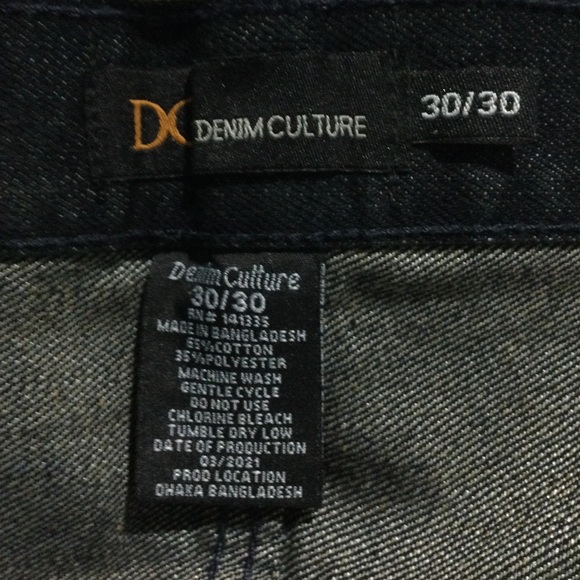 DC DENIM CULTURE 30/30
Denim Culture
30/30
RN# 141335
MADE IN BANGLADESH
65%COTTON
35%POLYESTER
MACHINE WASH
GENTLE CYCLE
DO NOT USE
CHLORINE BLEACH
TUMBLE DRY LOW
DATE OF PRODUCTION
03/2021
PROD LOCATION
DHAKA BANGLADESH